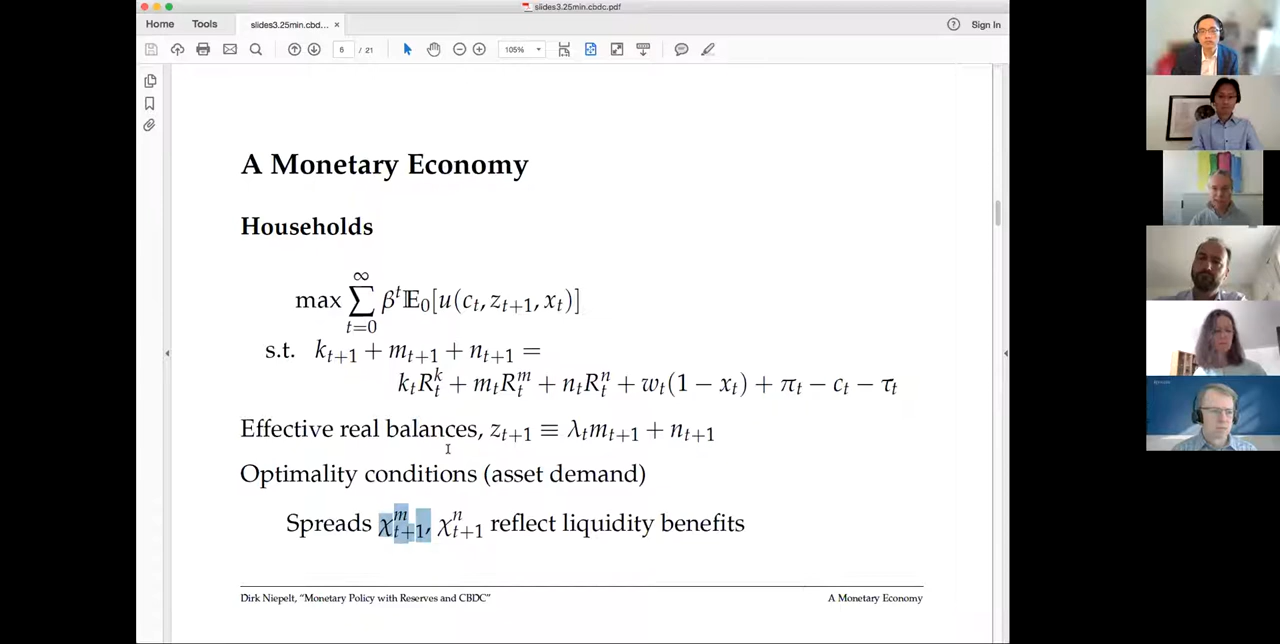 slides3.25min.cbdc.pdf
Home Tools slides3.25min.cbd... × Sign In
6 / 21 105%
A Monetary Economy
Households
max ∑_{t=0}^{∞} β^t 𝔼_0[u(c_t, z_{t+1}, x_t)]
s.t. k_{t+1} + m_{t+1} + n_{t+1} =
k_t R_t^k + m_t R_t^m + n_t R_t^n + w_t(1 − x_t) + π_t − c_t − τ_t
Effective real balances, z_{t+1} ≡ λ_t m_{t+1} + n_{t+1}
Optimality conditions (asset demand)
Spreads χ_{t+1}^m, χ_{t+1}^n reflect liquidity benefits
Dirk Niepelt, “Monetary Policy with Reserves and CBDC” A Monetary Economy